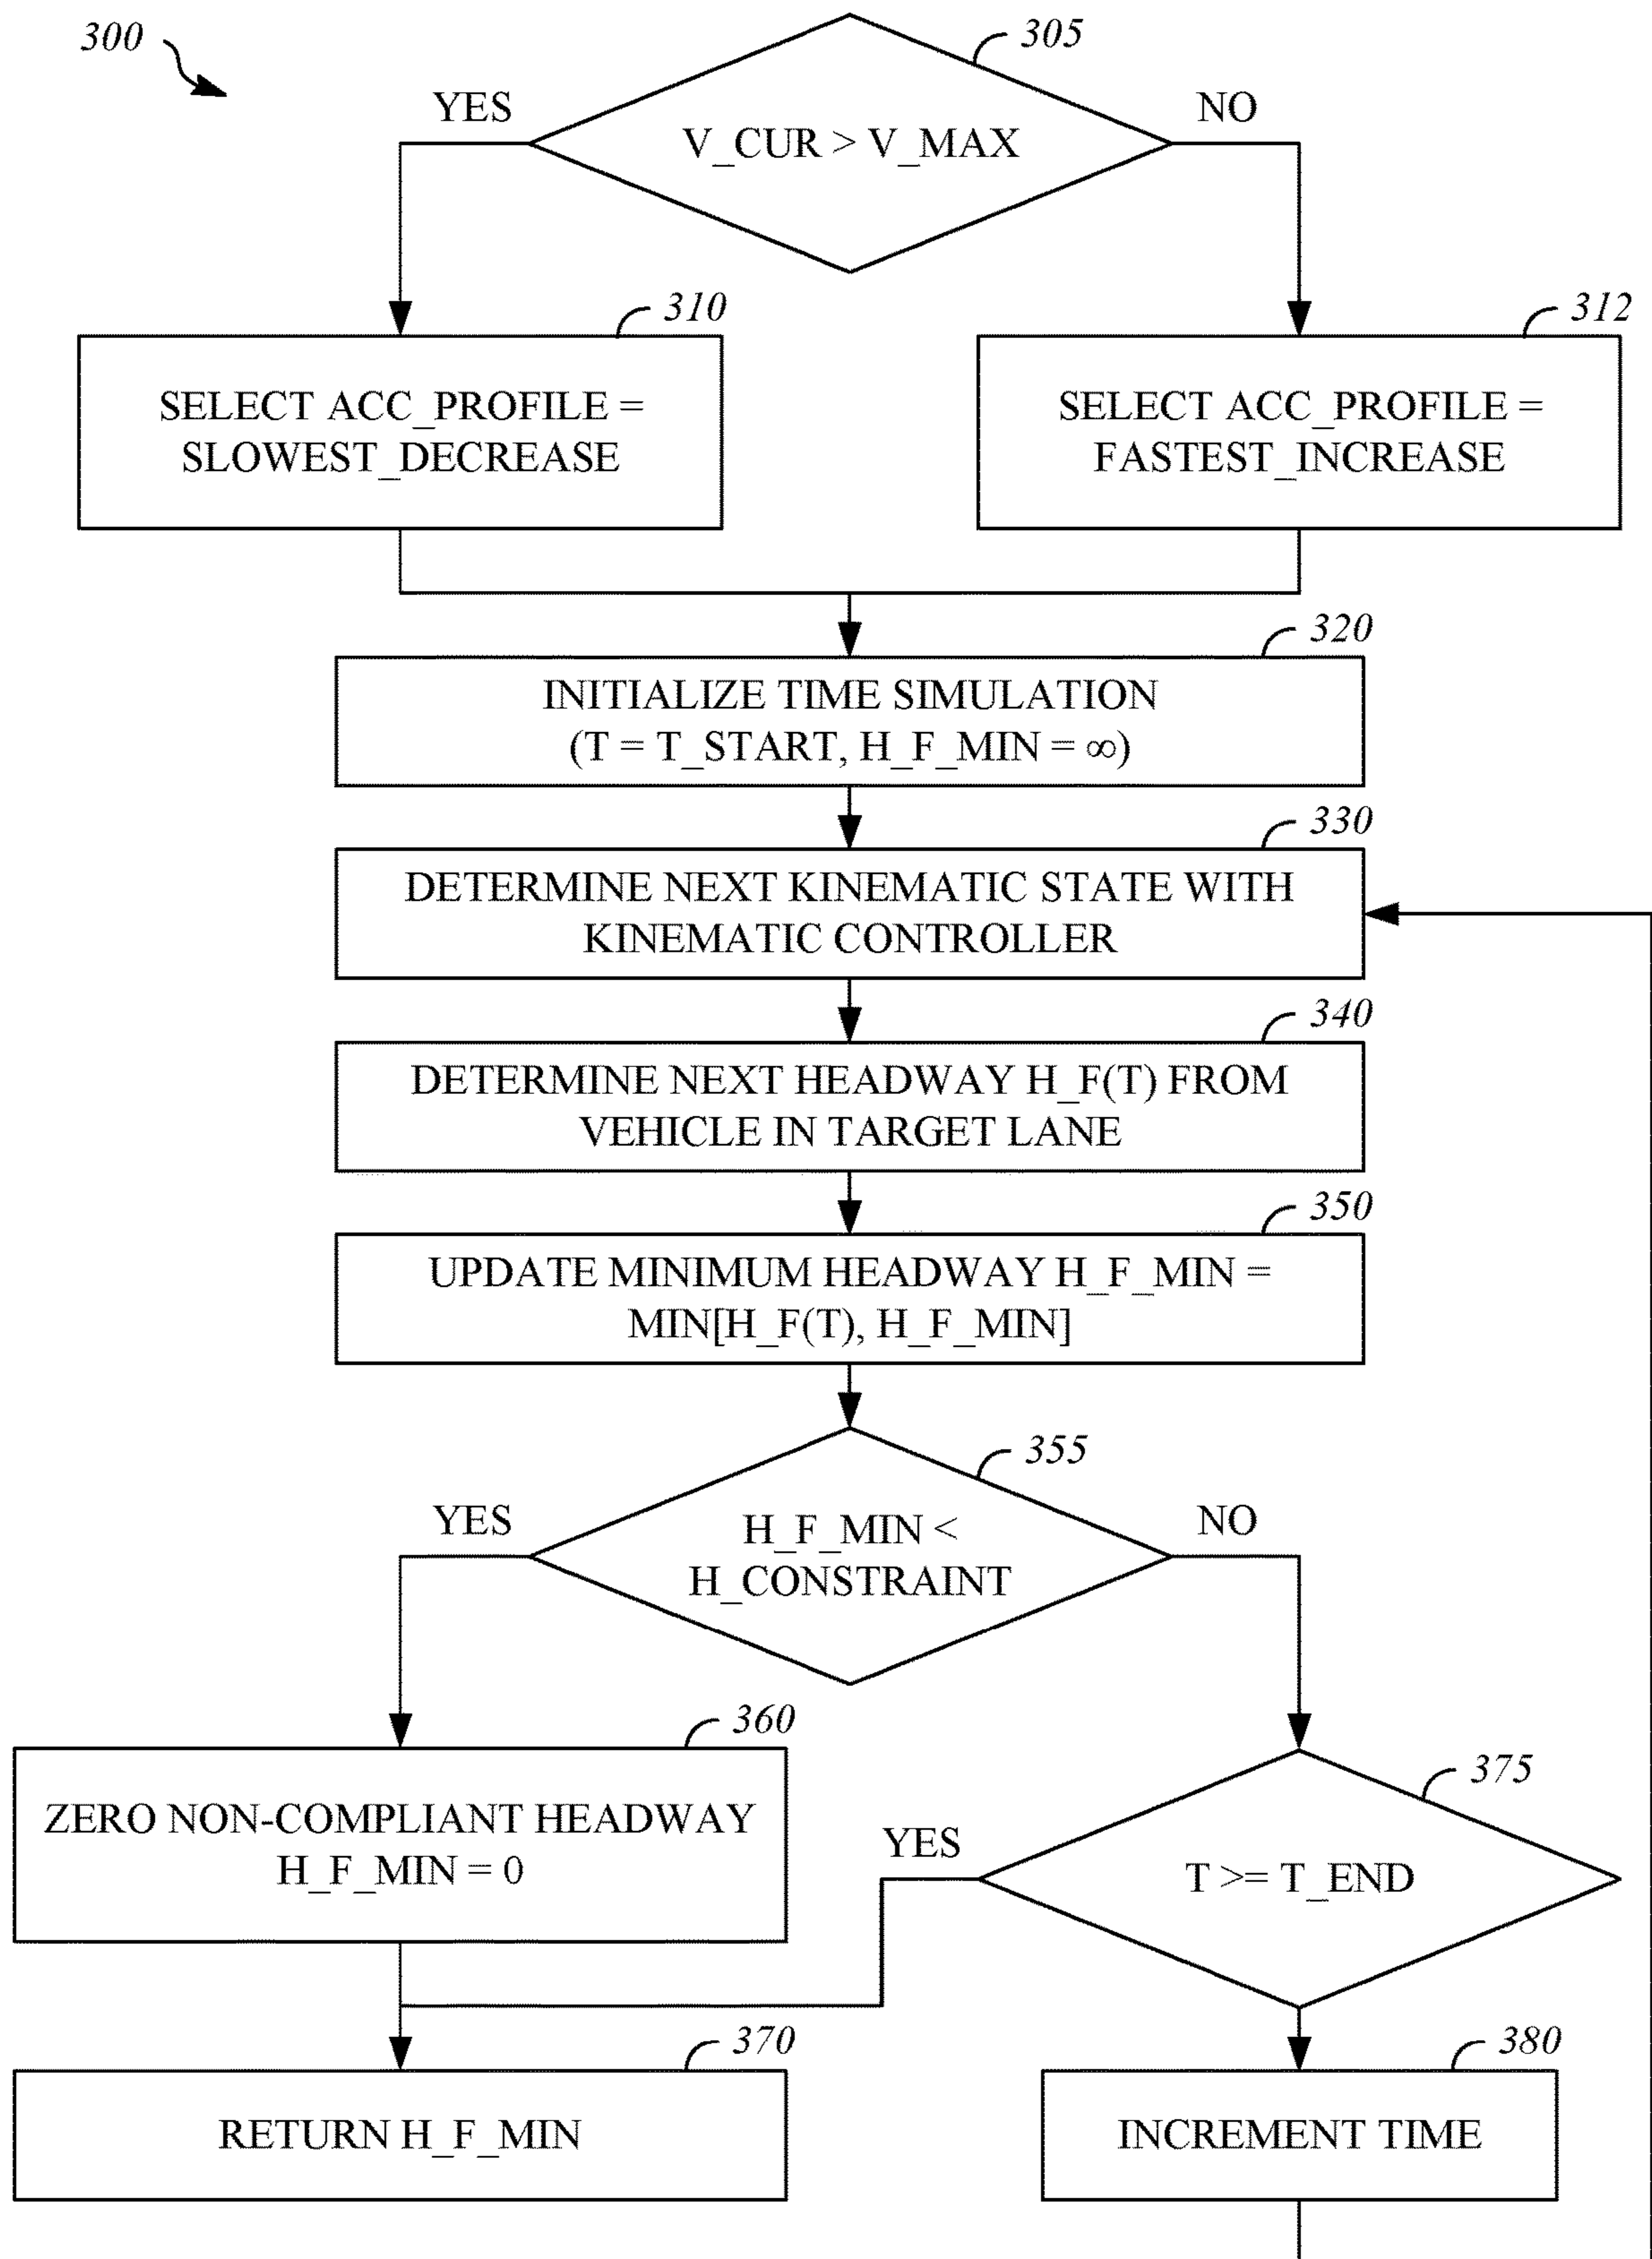 300
305
YES
NO
V_CUR > V_MAX
310
312
SELECT ACC_PROFILE =
SLOWEST_DECREASE
SELECT ACC_PROFILE =
FASTEST_INCREASE
320
INITIALIZE TIME SIMULATION
(T = T_START, H_F_MIN = ∞)
330
DETERMINE NEXT KINEMATIC STATE WITH
KINEMATIC CONTROLLER
340
DETERMINE NEXT HEADWAY H_F(T) FROM
VEHICLE IN TARGET LANE
350
UPDATE MINIMUM HEADWAY H_F_MIN =
MIN[H_F(T), H_F_MIN]
355
YES
NO
H_F_MIN <
H_CONSTRAINT
360
ZERO NON-COMPLIANT HEADWAY
H_F_MIN = 0
375
YES
T >= T_END
370
RETURN H_F_MIN
380
INCREMENT TIME